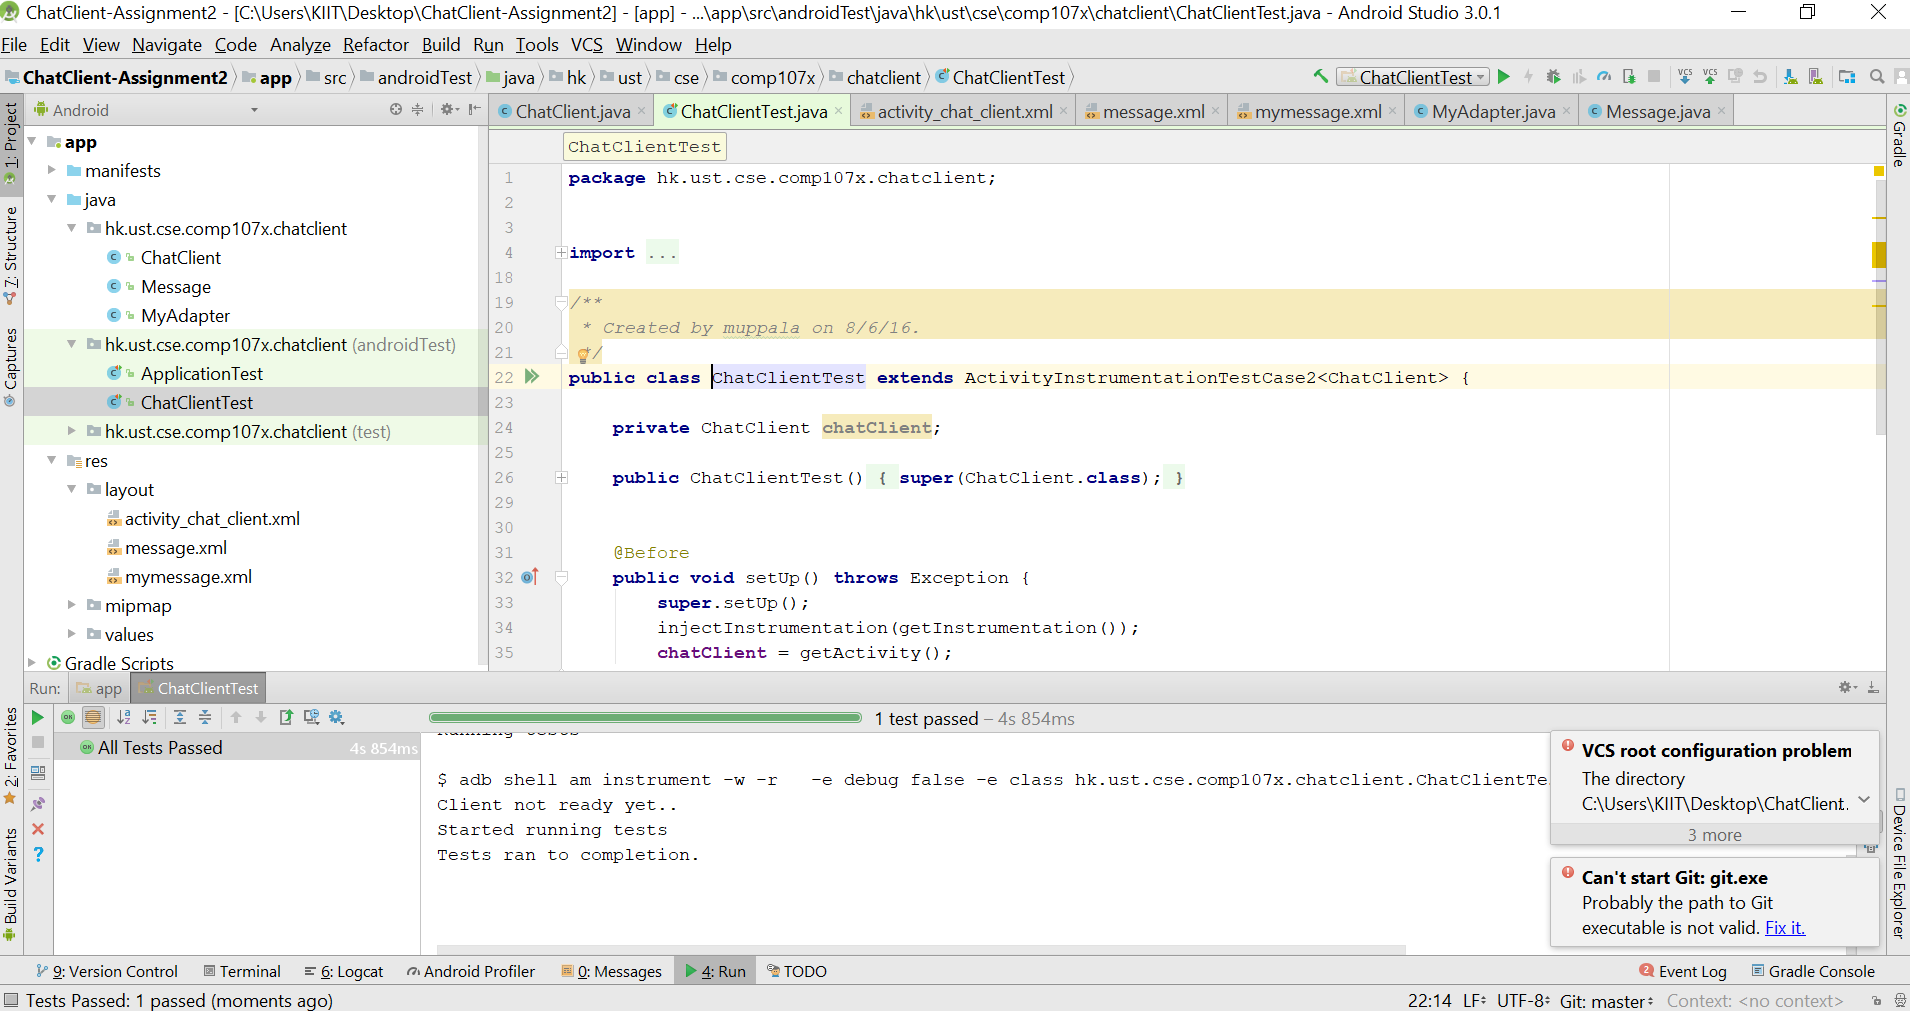 ChatClient-Assignment2 - [C:\Users\KIIT\Desktop\ChatClient-Assignment2] - [app] - ...\app\src\androidTest\java\hk\ust\cse\comp107x\chatclient\ChatClientTest.java - Android Studio 3.0.1
File Edit View Navigate Code Analyze Refactor Build Run Tools VCS Window Help
ChatClient-Assignment2 app src androidTest java hk ust cse comp107x chatclient ChatClientTest
ChatClientTest
VCS VCS
1: Project
7: Structure
Captures
2: Favorites
Build Variants
Android
app
manifests
java
hk.ust.cse.comp107x.chatclient
ChatClient
Message
MyAdapter
hk.ust.cse.comp107x.chatclient (androidTest)
ApplicationTest
ChatClientTest
hk.ust.cse.comp107x.chatclient (test)
res
layout
activity_chat_client.xml
message.xml
mymessage.xml
mipmap
values
Gradle Scripts
ChatClient.java ChatClientTest.java activity_chat_client.xml message.xml mymessage.xml MyAdapter.java Message.java
ChatClientTest
1 package hk.ust.cse.comp107x.chatclient;
2
3
4 import ...
18
19 /**
20 * Created by muppala on 8/6/16.
21 */
22 public class ChatClientTest extends ActivityInstrumentationTestCase2<ChatClient> {
23
24 private ChatClient chatClient;
25
26 public ChatClientTest() { super(ChatClient.class); }
29
30
31 @Before
32 public void setUp() throws Exception {
33 super.setUp();
34 injectInstrumentation(getInstrumentation());
35 chatClient = getActivity();
Gradle
Device File Explorer
Run: app ChatClientTest
1 test passed – 4s 854ms
All Tests Passed 4s 854ms
Running tests
$ adb shell am instrument -w -r -e debug false -e class hk.ust.cse.comp107x.chatclient.ChatClientTe
Client not ready yet..
Started running tests
Tests ran to completion.
VCS root configuration problem
The directory
C:\Users\KIIT\Desktop\ChatClient.
3 more
Can't start Git: git.exe
Probably the path to Git
executable is not valid. Fix it.
9: Version Control Terminal 6: Logcat Android Profiler 0: Messages 4: Run TODO 2 Event Log Gradle Console
Tests Passed: 1 passed (moments ago) 22:14 LF UTF-8 Git: master Context: <no context>